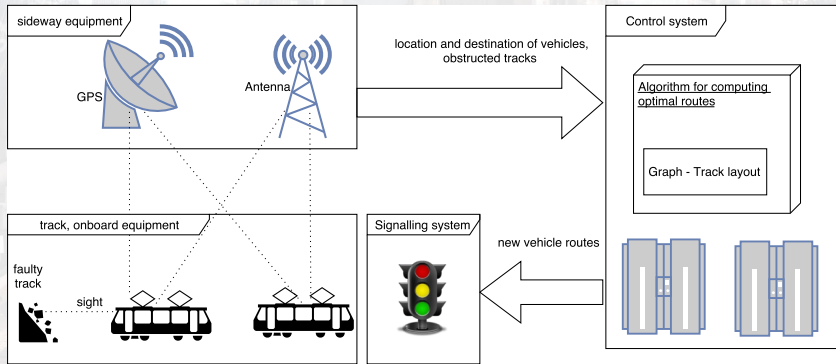 sideway equipment
GPS
Antenna
location and destination of vehicles,
obstructed tracks
Control system
Algorithm for computing
optimal routes
Graph - Track layout
track, onboard equipment
faulty
track
sight
Signalling system
new vehicle routes